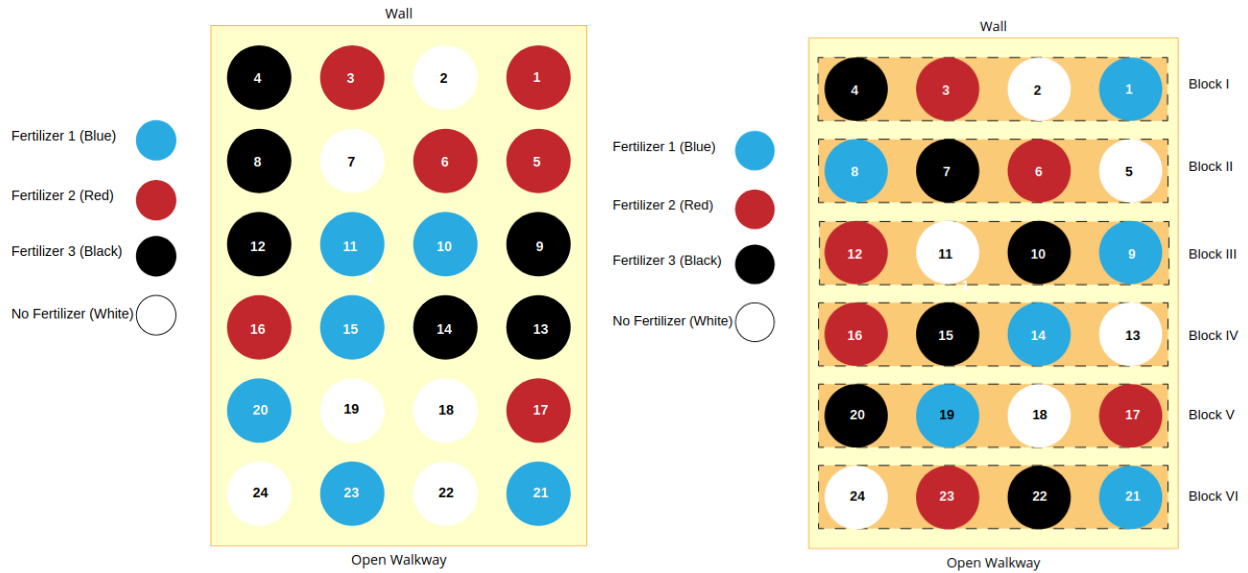 Wall
4 3 2 1
Fertilizer 1 (Blue)
8 7 6 5
Fertilizer 2 (Red)
12 11 10 9
Fertilizer 3 (Black)
No Fertilizer (White)
16 15 14 13
20 19 18 17
24 23 22 21
Open Walkway
Wall
4 3 2 1 Block I
Fertilizer 1 (Blue)
8 7 6 5 Block II
Fertilizer 2 (Red)
12 11 10 9 Block III
Fertilizer 3 (Black)
No Fertilizer (White)
16 15 14 13 Block IV
20 19 18 17 Block V
24 23 22 21 Block VI
Open Walkway